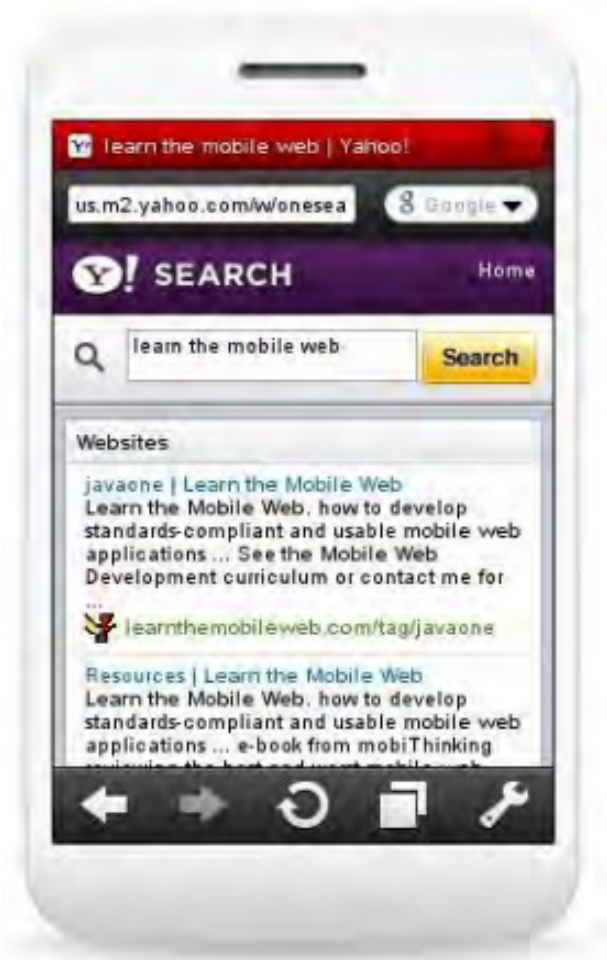 learn the mobile web | Yahoo!
us.m2.yahoo.com/w/onesea
Google
Y! SEARCH
Home
learn the mobile web
Search
Websites
javaone | Learn the Mobile Web
Learn the Mobile Web, how to develop
standards-compliant and usable mobile web
applications ... See the Mobile Web
Development curriculum or contact me for
...
learnthemobileweb.com/tag/javaone
Resources | Learn the Mobile Web
Learn the Mobile Web, how to develop
standards-compliant and usable mobile web
applications ... e-book from mobiThinking